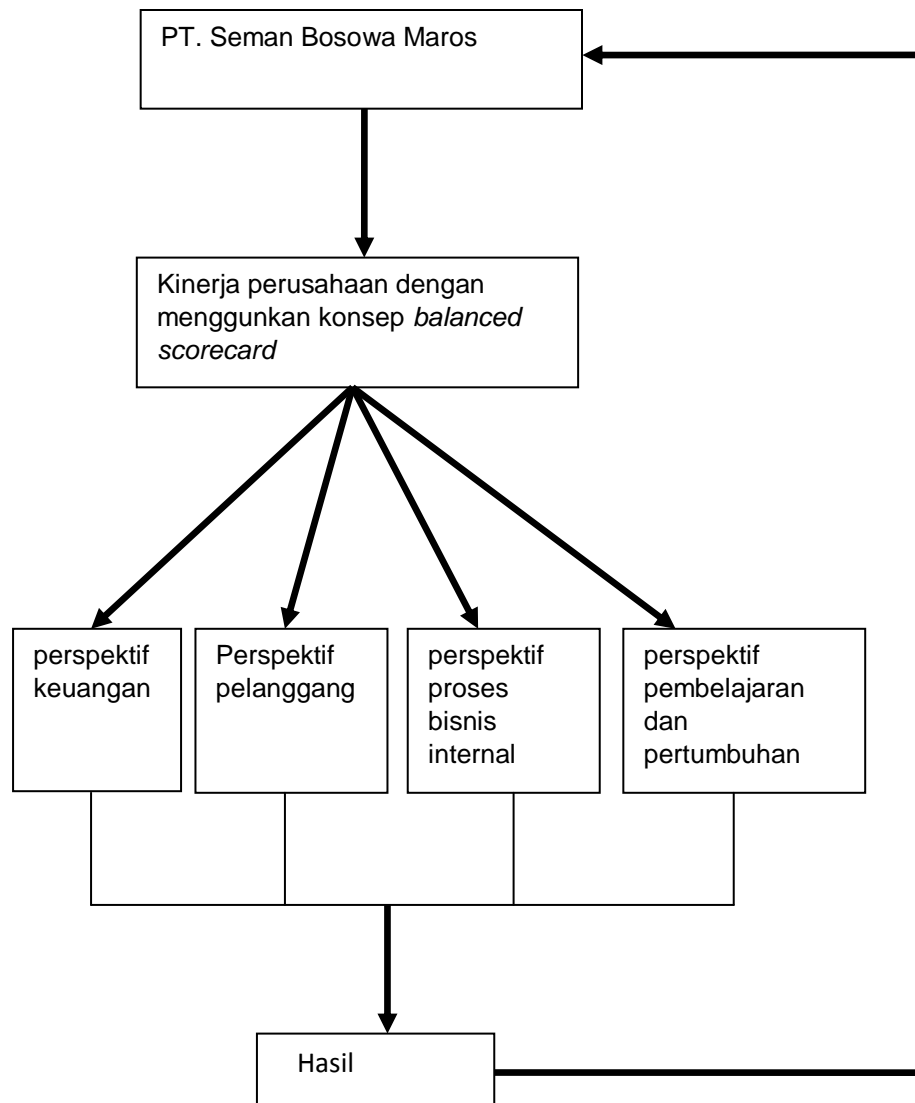 PT. Seman Bosowa Maros
Kinerja perusahaan dengan
menggunkan konsep balanced
scorecard
perspektif
keuangan
Perspektif
pelanggang
perspektif
proses
bisnis
internal
perspektif
pembelajaran
dan
pertumbuhan
Hasil